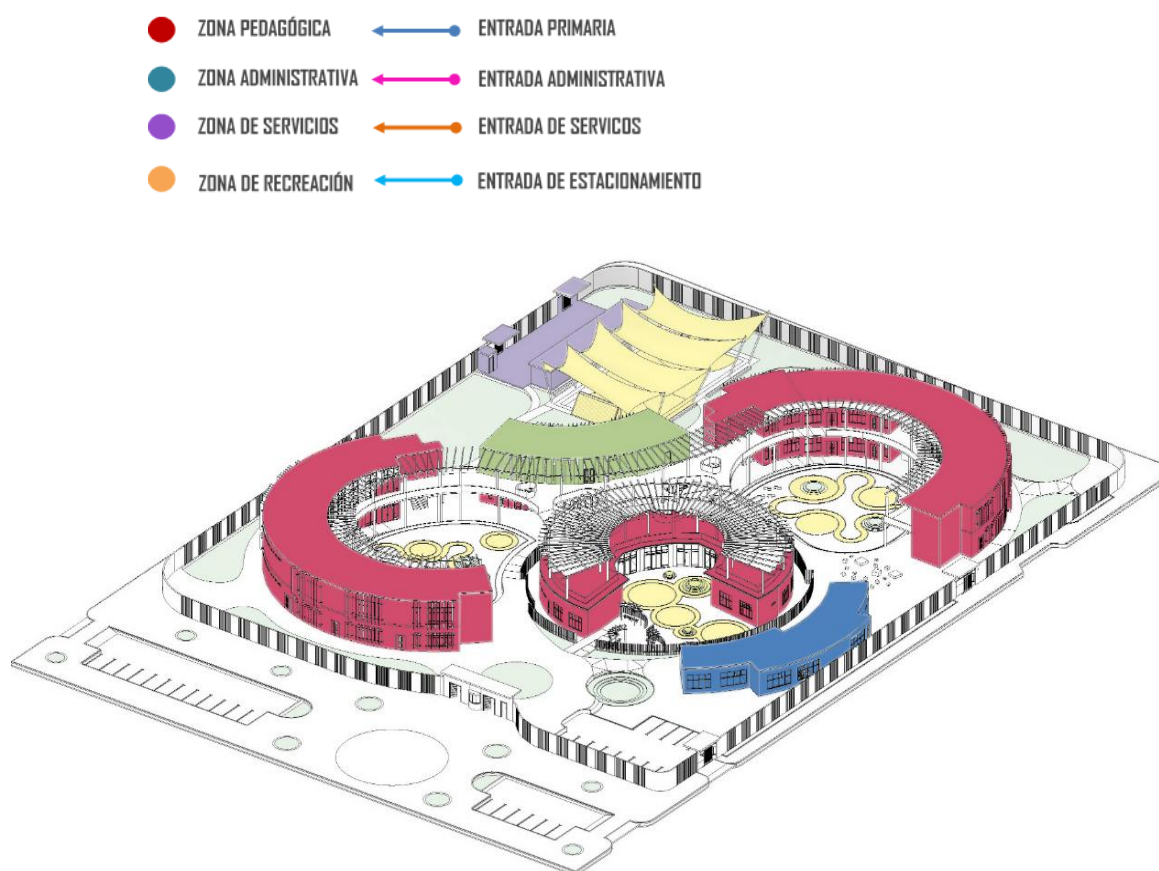 ZONA PEDAGÓGICA ENTRADA PRIMARIA
ZONA ADMINISTRATIVA ENTRADA ADMINISTRATIVA
ZONA DE SERVICIOS ENTRADA DE SERVICOS
ZONA DE RECREACIÓN ENTRADA DE ESTACIONAMIENTO